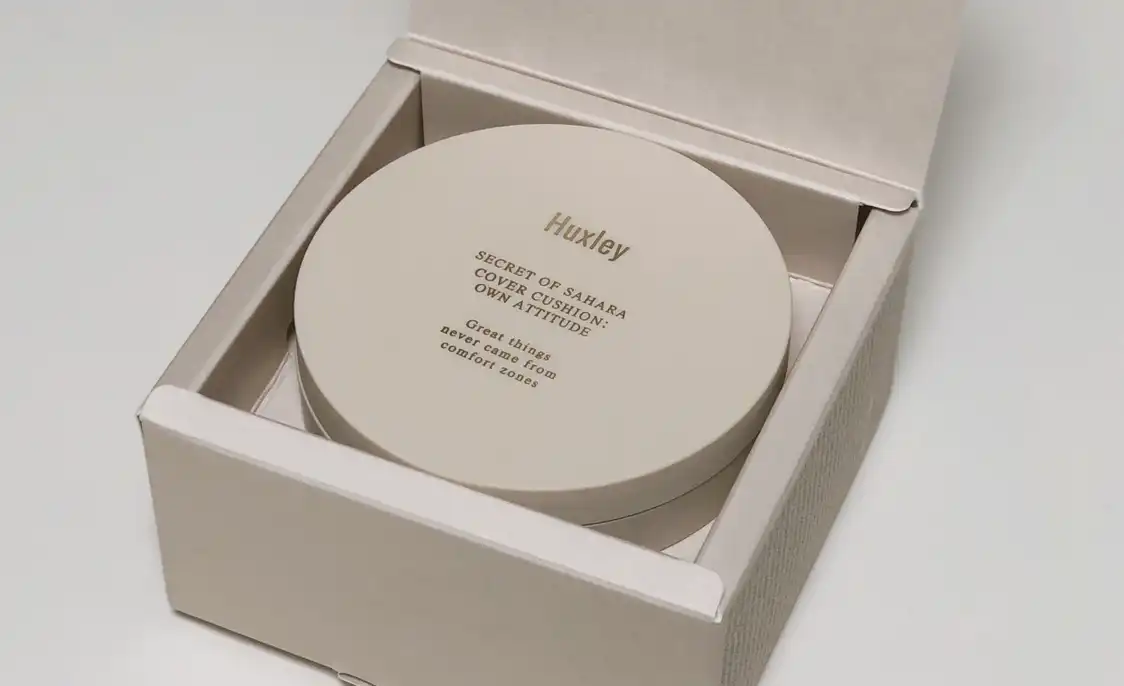 Huxley
SECRET OF SAHARA
COVER CUSHION:
OWN ATTITUDE
Great things
never came from
comfort zones